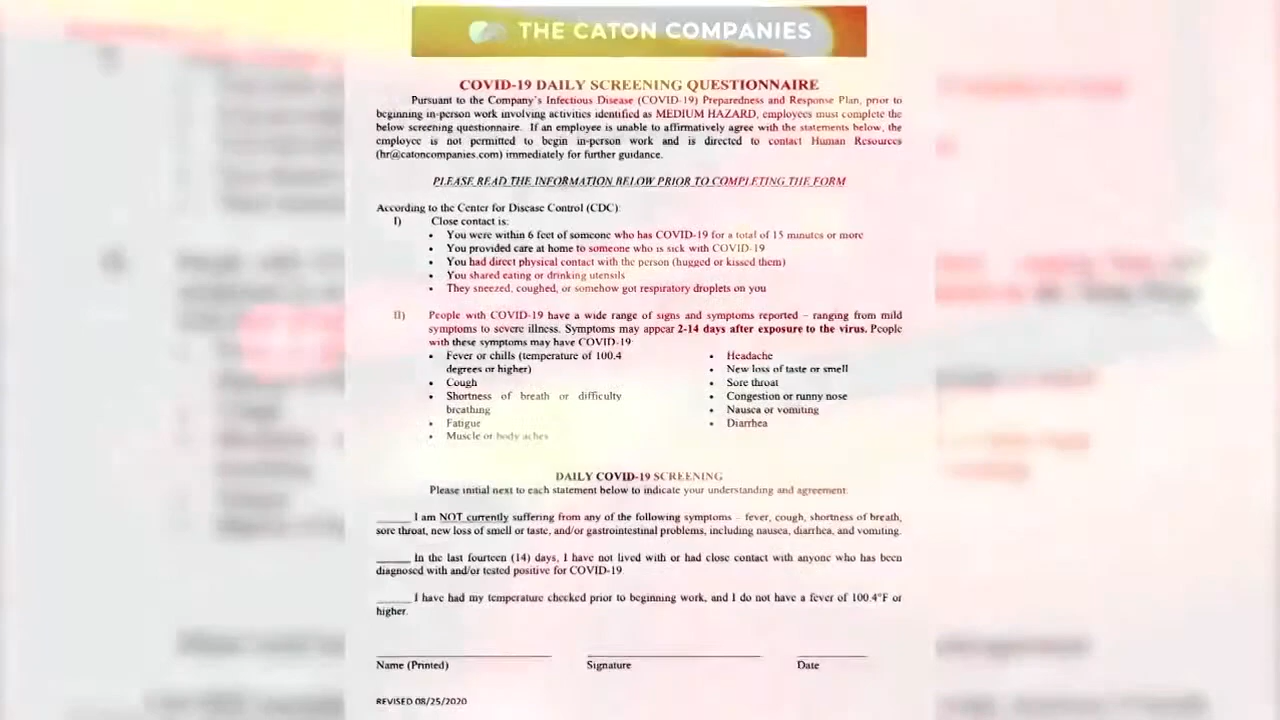 THE CATON COMPANIES
COVID-19 DAILY SCREENING QUESTIONNAIRE
Pursuant to the Company's Infectious Disease (COVID-19) Preparedness and Response Plan, prior to
beginning in-person work involving activities identified as MEDIUM HAZARD, employees must complete the
below screening questionnaire. If an employee is unable to affirmatively agree with the statements below, the
employee is not permitted to begin in-person work and is directed to contact Human Resources
(hr@catoncompanies.com) immediately for further guidance.
PLEASE READ THE INFORMATION BELOW PRIOR TO COMPLETING THE FORM
According to the Center for Disease Control (CDC):
I) Close contact is:
• You were within 6 feet of someone who has COVID-19 for a total of 15 minutes or more
• You provided care at home to someone who is sick with COVID-19
• You had direct physical contact with the person (hugged or kissed them)
• You shared eating or drinking utensils
• They sneezed, coughed, or somehow got respiratory droplets on you
II) People with COVID-19 have a wide range of signs and symptoms reported – ranging from mild
symptoms to severe illness. Symptoms may appear 2-14 days after exposure to the virus. People
with these symptoms may have COVID-19:
• Fever or chills (temperature of 100.4
degrees or higher)
• Cough
• Shortness of breath or difficulty
breathing
• Fatigue
• Muscle or body aches
• Headache
• New loss of taste or smell
• Sore throat
• Congestion or runny nose
• Nausea or vomiting
• Diarrhea
DAILY COVID-19 SCREENING
Please initial next to each statement below to indicate your understanding and agreement:
_____ I am NOT currently suffering from any of the following symptoms – fever, cough, shortness of breath,
sore throat, new loss of smell or taste, and/or gastrointestinal problems, including nausea, diarrhea, and vomiting.
_____ In the last fourteen (14) days, I have not lived with or had close contact with anyone who has been
diagnosed with and/or tested positive for COVID-19.
_____ I have had my temperature checked prior to beginning work, and I do not have a fever of 100.4°F or
higher.
Name (Printed) Signature Date
REVISED 08/25/2020